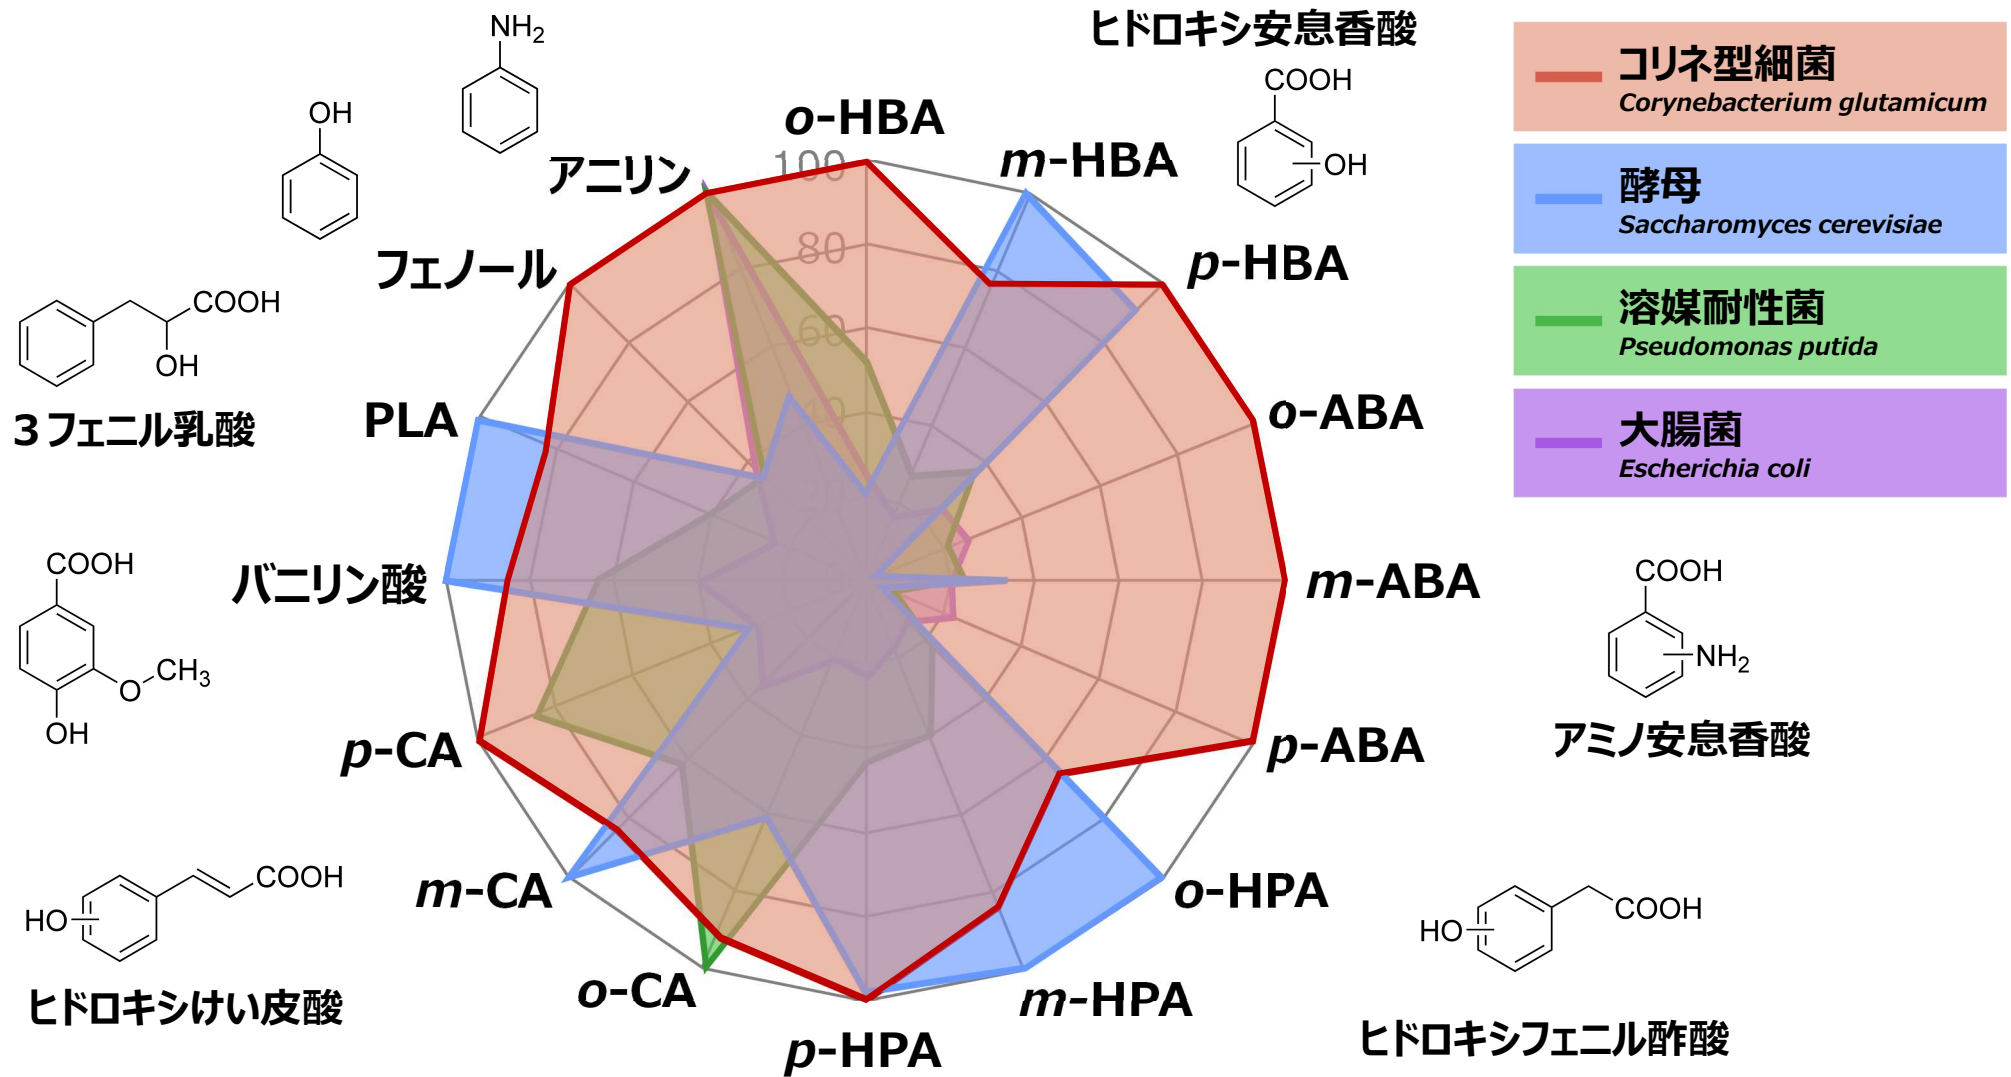 NH₂
ヒドロキシ安息香酸
COOH
OH
OH
o-HBA
m-HBA
アニリン
100
p-HBA
フェノール
80
COOH
OH
60
PLA
o-ABA
3フェニル乳酸
40
20
COOH
バニリン酸
m-ABA
O
CH₃
OH
COOH
NH₂
アミノ安息香酸
p-CA
p-ABA
HO
COOH
m-CA
o-HPA
HO
COOH
ヒドロキシけい皮酸
o-CA
m-HPA
p-HPA
ヒドロキシフェニル酢酸
コリネ型細菌
Corynebacterium glutamicum
酵母
Saccharomyces cerevisiae
溶媒耐性菌
Pseudomonas putida
大腸菌
Escherichia coli